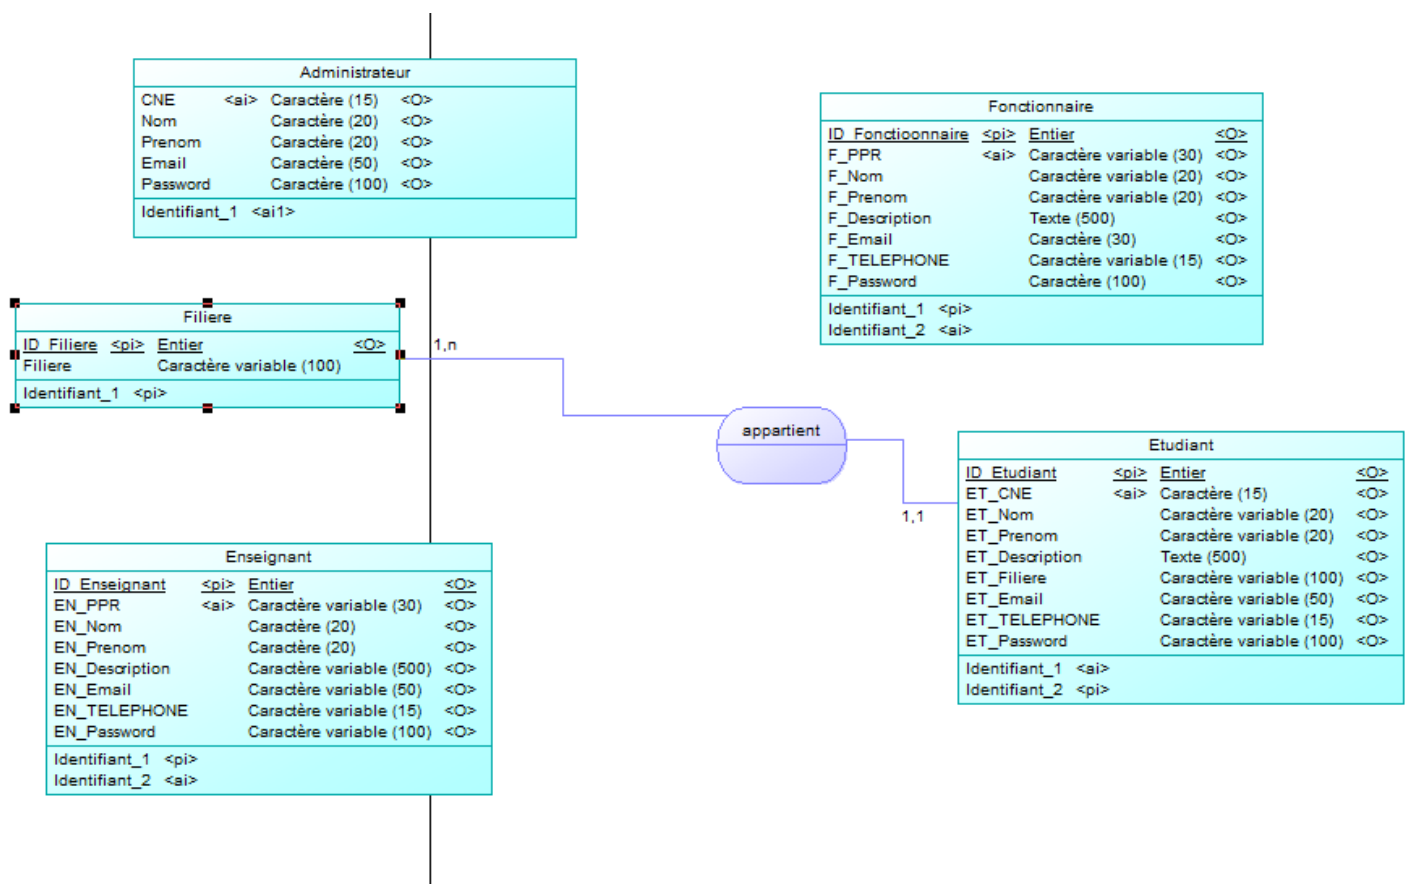 Administrateur
CNE <ai> Caractère (15) <O>
Nom Caractère (20) <O>
Prenom Caractère (20) <O>
Email Caractère (50) <O>
Password Caractère (100) <O>
Identifiant_1 <ai1>
Fonctionnaire
ID_Fonctioonnaire <pi> Entier <O>
F_PPR <ai> Caractère variable (30) <O>
F_Nom Caractère variable (20) <O>
F_Prenom Caractère variable (20) <O>
F_Description Texte (500) <O>
F_Email Caractère (30) <O>
F_TELEPHONE Caractère variable (15) <O>
F_Password Caractère (100) <O>
Identifiant_1 <pi>
Identifiant_2 <ai>
Filiere
ID_Filiere <pi> Entier <O>
Filiere Caractère variable (100)
Identifiant_1 <pi>
1,n
appartient
1,1
Etudiant
ID_Etudiant <pi> Entier <O>
ET_CNE <ai> Caractère (15) <O>
ET_Nom Caractère variable (20) <O>
ET_Prenom Caractère variable (20) <O>
ET_Description Texte (500) <O>
ET_Filiere Caractère variable (100) <O>
ET_Email Caractère variable (50) <O>
ET_TELEPHONE Caractère variable (15) <O>
ET_Password Caractère variable (100) <O>
Identifiant_1 <ai>
Identifiant_2 <pi>
Enseignant
ID_Enseignant <pi> Entier <O>
EN_PPR <ai> Caractère variable (30) <O>
EN_Nom Caractère (20) <O>
EN_Prenom Caractère (20) <O>
EN_Description Caractère variable (500) <O>
EN_Email Caractère variable (50) <O>
EN_TELEPHONE Caractère variable (15) <O>
EN_Password Caractère variable (100) <O>
Identifiant_1 <pi>
Identifiant_2 <ai>